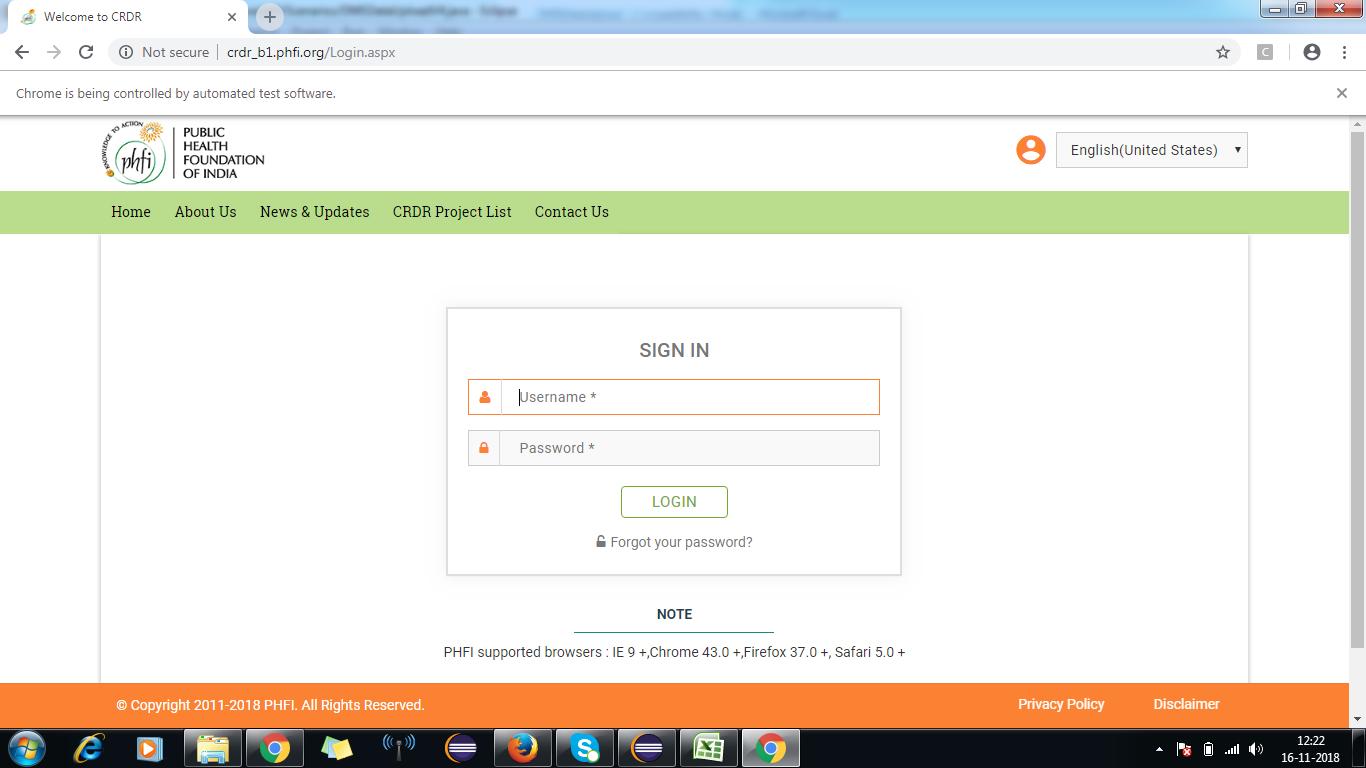 Welcome to CRDR
Not secure
crdr_b1.phfi.org/Login.aspx
C
Chrome is being controlled by automated test software.
KNOWLEDGE TO ACTION
phfi
PUBLIC
HEALTH
FOUNDATION
OF INDIA
English(United States)
Home About Us News & Updates CRDR Project List Contact Us
SIGN IN
Username *
Password *
LOGIN
Forgot your password?
NOTE
PHFI supported browsers : IE 9 +,Chrome 43.0 +,Firefox 37.0 +, Safari 5.0 +
© Copyright 2011-2018 PHFI. All Rights Reserved. Privacy Policy Disclaimer
12:22
16-11-2018